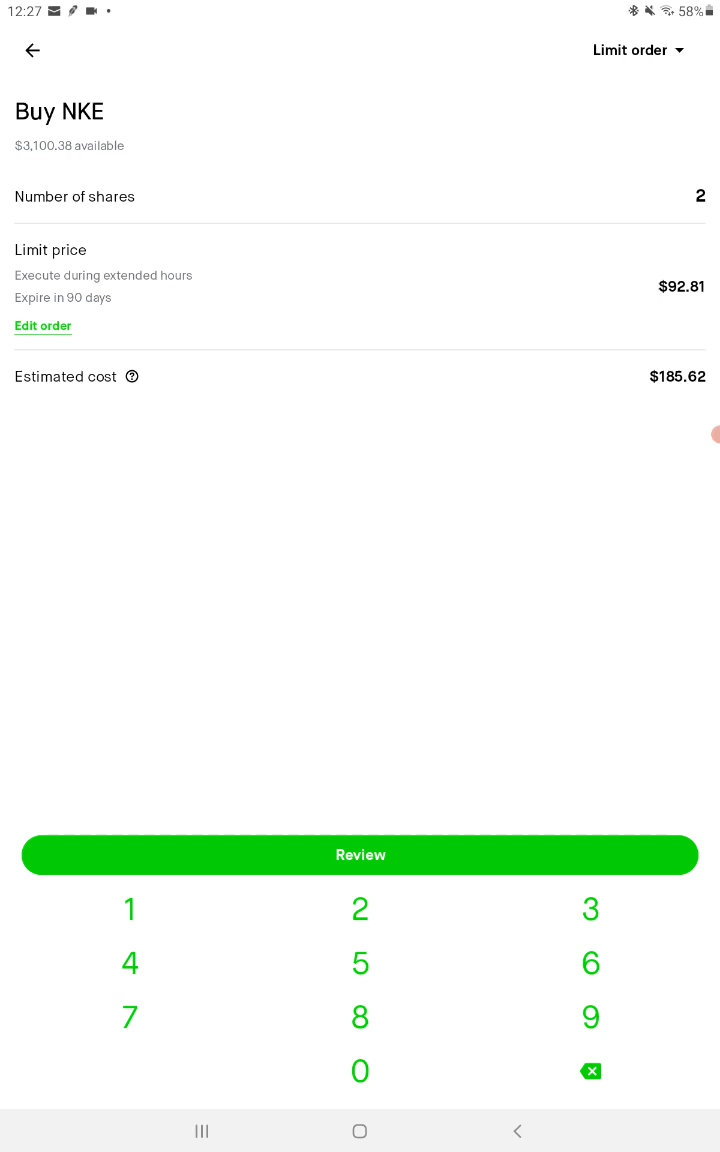 12:27
58%
Limit order
Buy NKE
$3,100.38 available
Number of shares 2
Limit price
Execute during extended hours
$92.81
Expire in 90 days
Edit order
Estimated cost $185.62
Review
1 2 3
4 5 6
7 8 9
0